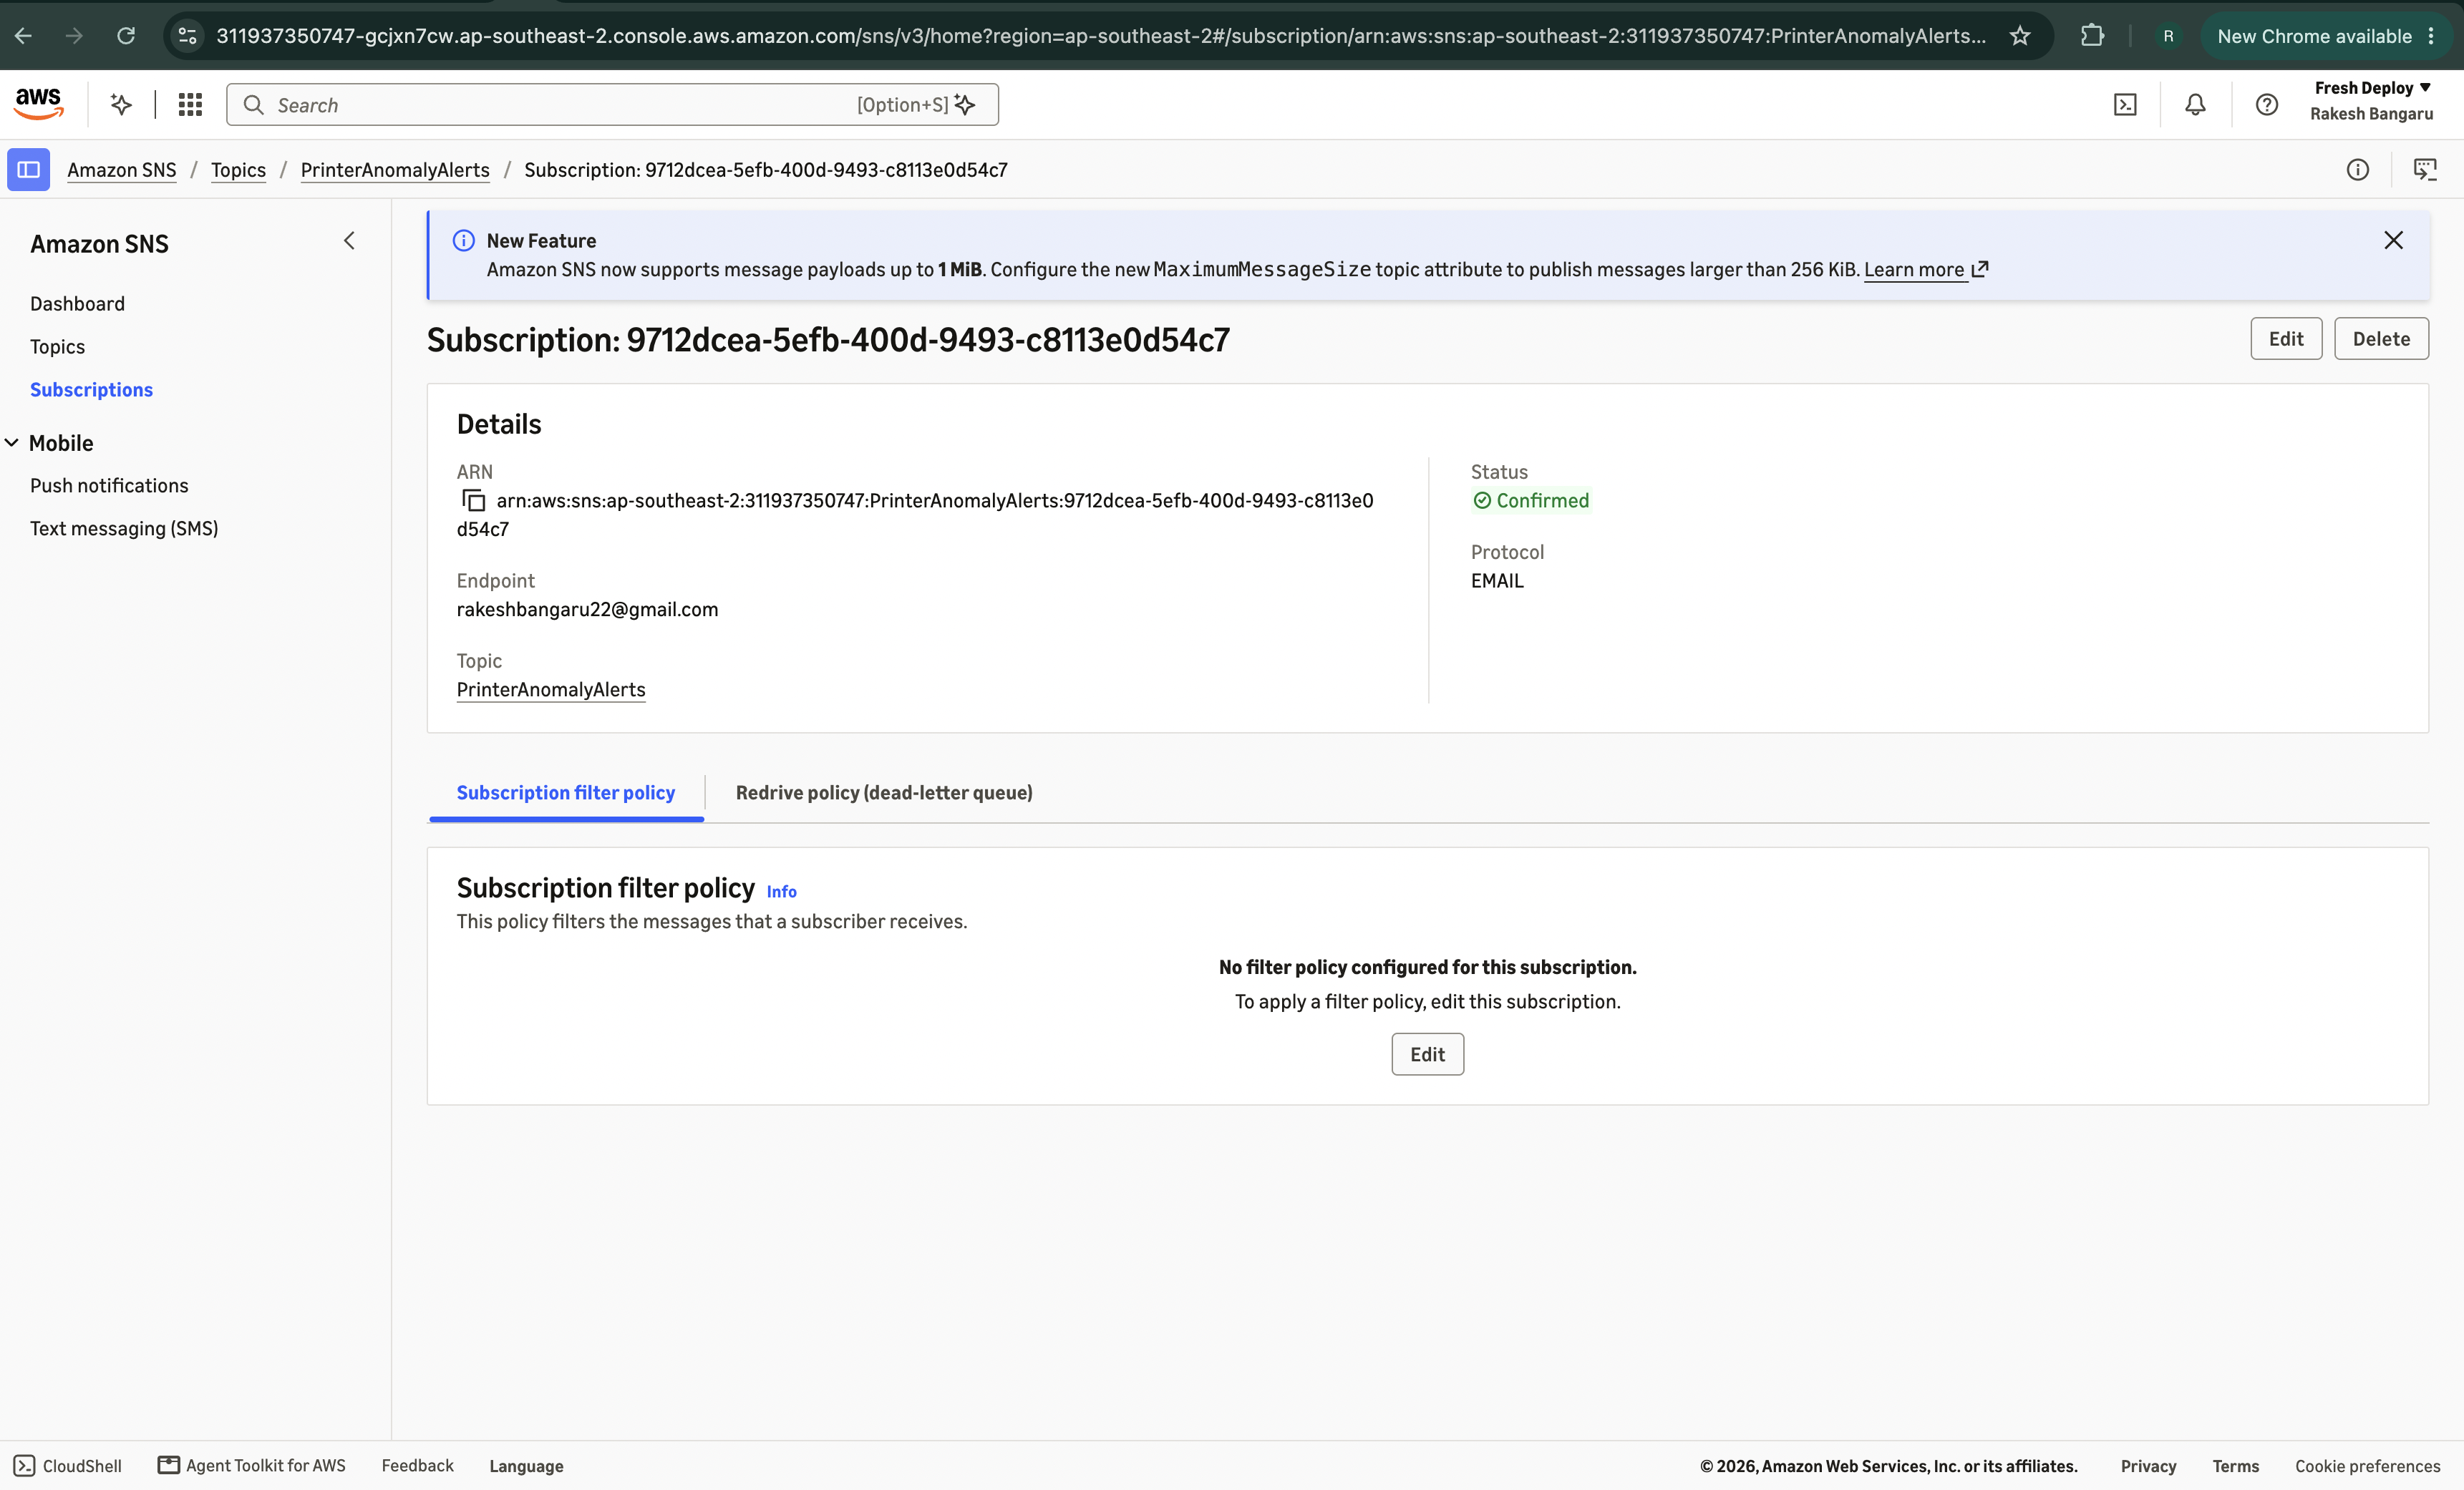 311937350747-gcjxn7cw.ap-southeast-2.console.aws.amazon.com/sns/v3/home?region=ap-southeast-2#/subscription/arn:aws:sns:ap-southeast-2:311937350747:PrinterAnomalyAlerts...
R
New Chrome available
aws
Search
[Option+S]
Fresh Deploy
Rakesh Bangaru
Amazon SNS / Topics / PrinterAnomalyAlerts / Subscription: 9712dcea-5efb-400d-9493-c8113e0d54c7
Amazon SNS
Dashboard
Topics
Subscriptions
Mobile
Push notifications
Text messaging (SMS)
New Feature
Amazon SNS now supports message payloads up to 1 MiB. Configure the new MaximumMessageSize topic attribute to publish messages larger than 256 KiB. Learn more
Subscription: 9712dcea-5efb-400d-9493-c8113e0d54c7
Edit
Delete
Details
ARN
arn:aws:sns:ap-southeast-2:311937350747:PrinterAnomalyAlerts:9712dcea-5efb-400d-9493-c8113e0
d54c7
Endpoint
rakeshbangaru22@gmail.com
Topic
PrinterAnomalyAlerts
Status
Confirmed
Protocol
EMAIL
Subscription filter policy
Redrive policy (dead-letter queue)
Subscription filter policy Info
This policy filters the messages that a subscriber receives.
No filter policy configured for this subscription.
To apply a filter policy, edit this subscription.
Edit
CloudShell
Agent Toolkit for AWS
Feedback
Language
© 2026, Amazon Web Services, Inc. or its affiliates.
Privacy
Terms
Cookie preferences